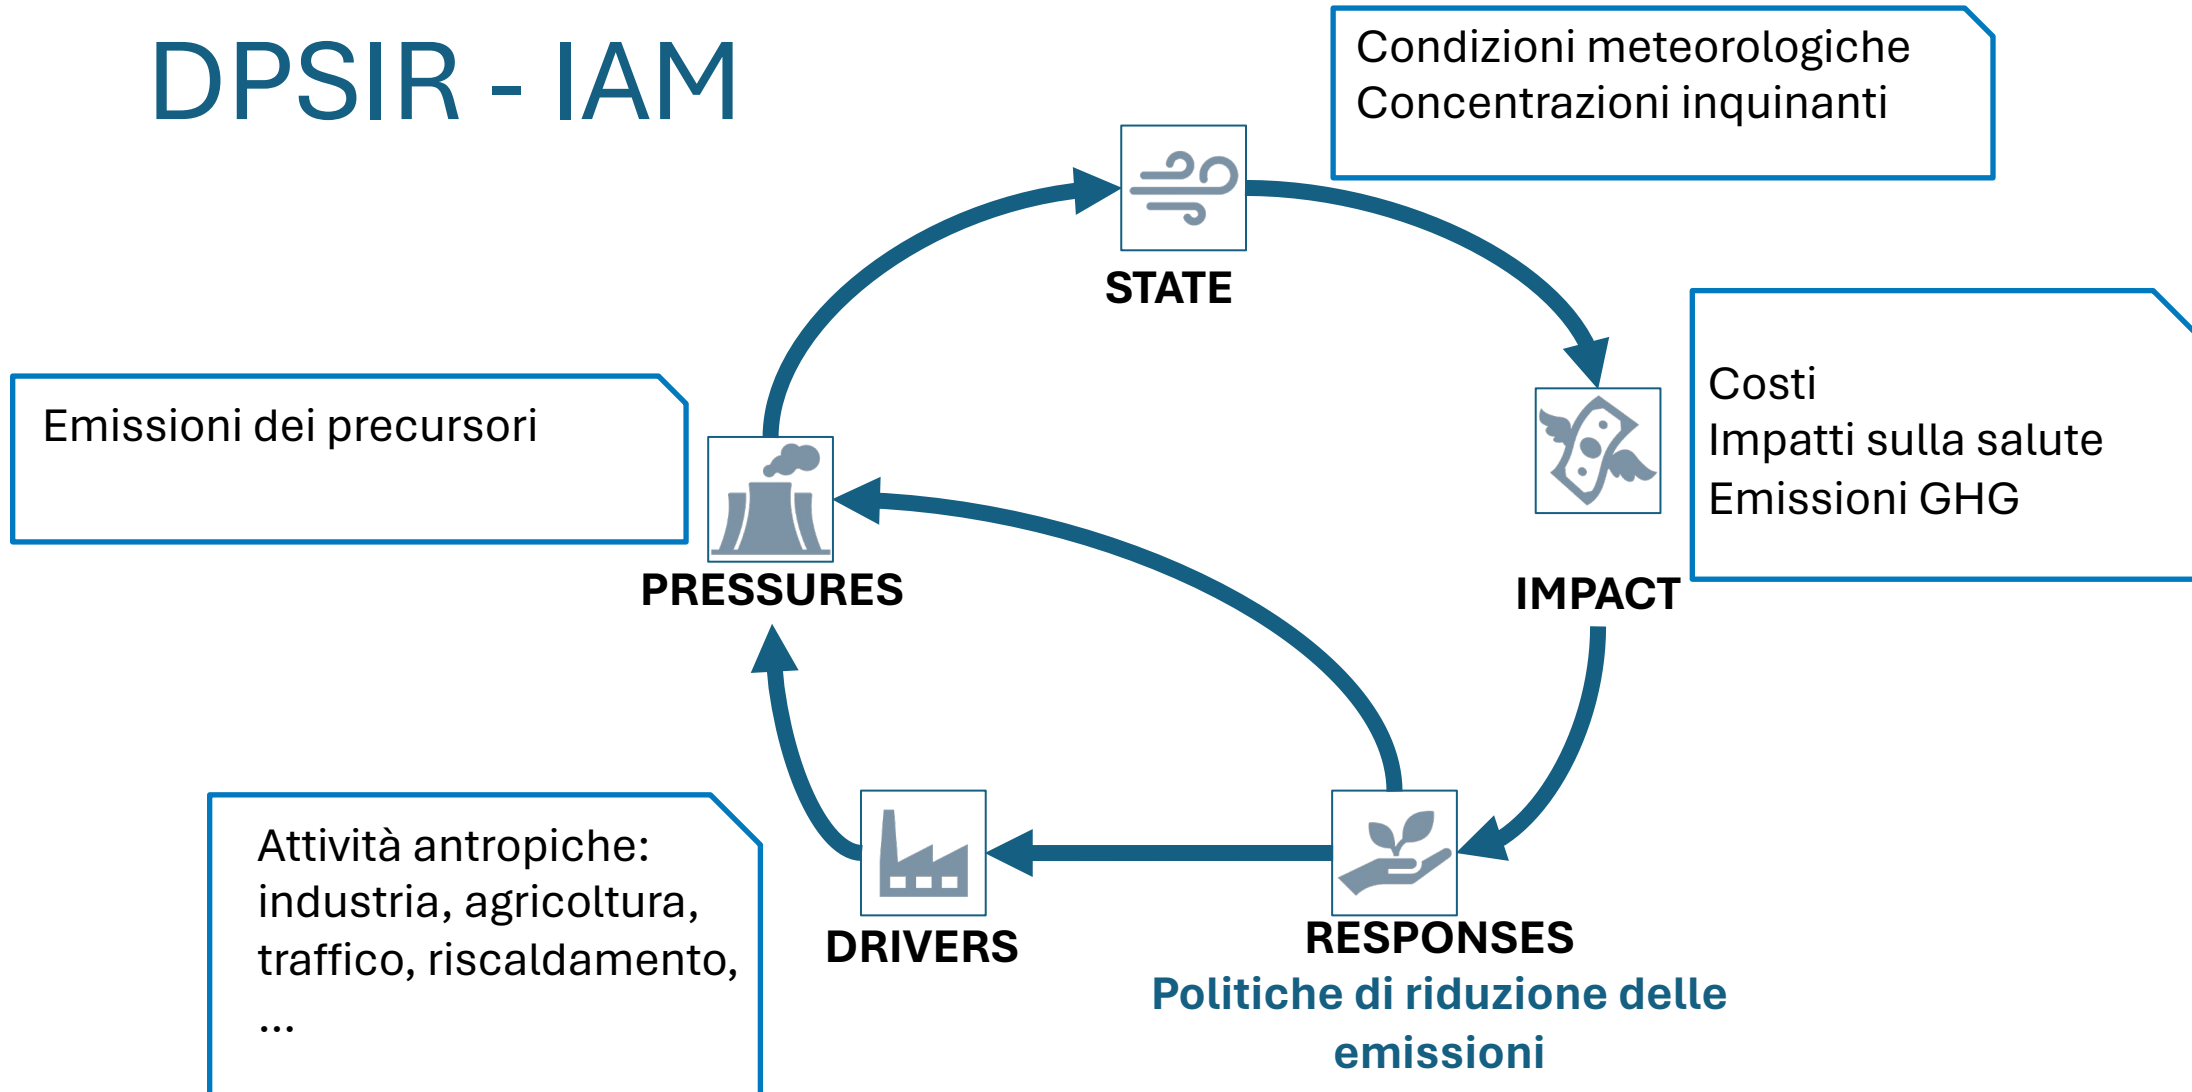 DPSIR - IAM
Condizioni meteorologiche
Concentrazioni inquinanti
STATE
Costi
Impatti sulla salute
Emissioni GHG
IMPACT
Emissioni dei precursori
PRESSURES
Attività antropiche:
industria, agricoltura,
traffico, riscaldamento,
...
DRIVERS
RESPONSES
Politiche di riduzione delle
emissioni